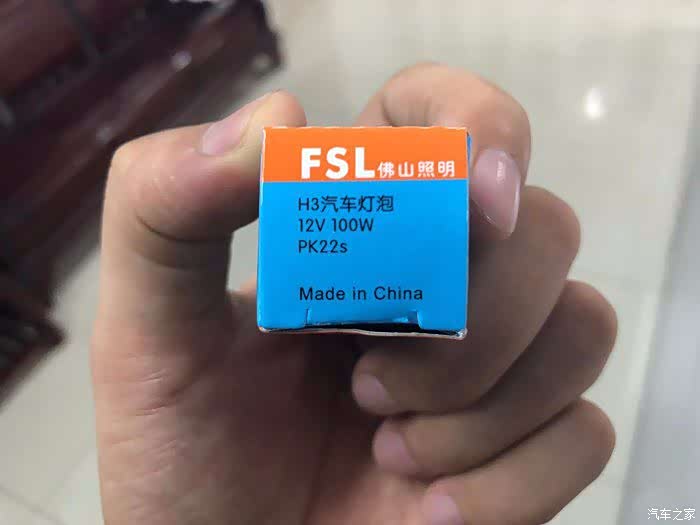 FSL佛山照明
H3汽车灯泡
12V 100W
PK22s
Made in China
汽车之家